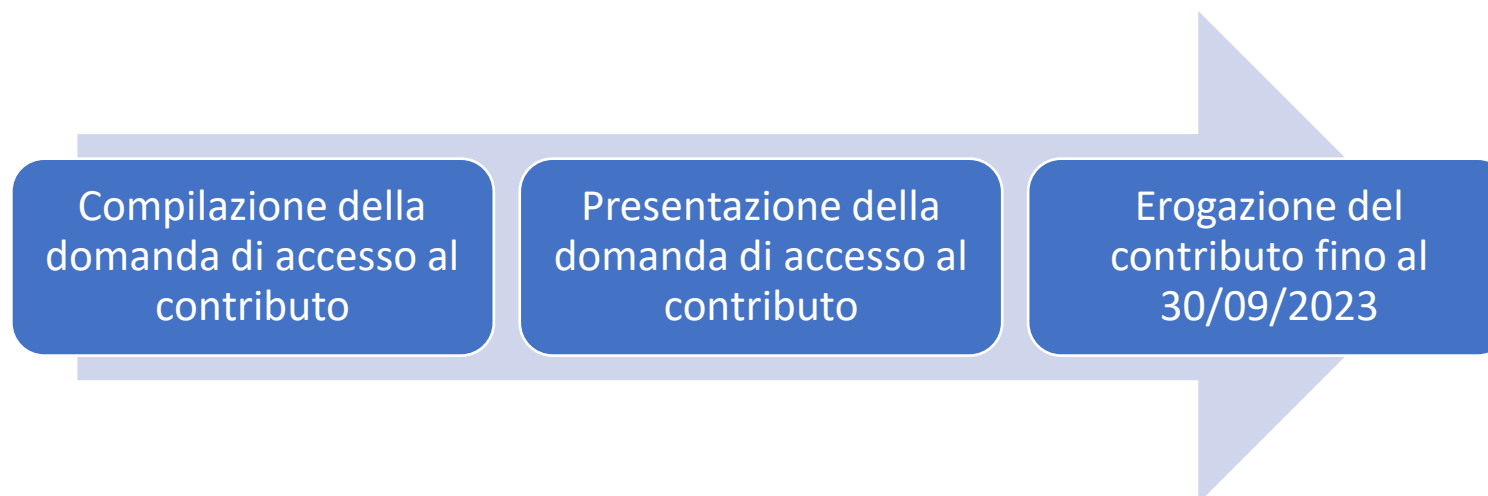 Compilazione della
domanda di accesso al
contributo
Presentazione della
domanda di accesso al
contributo
Erogazione del
contributo fino al
30/09/2023